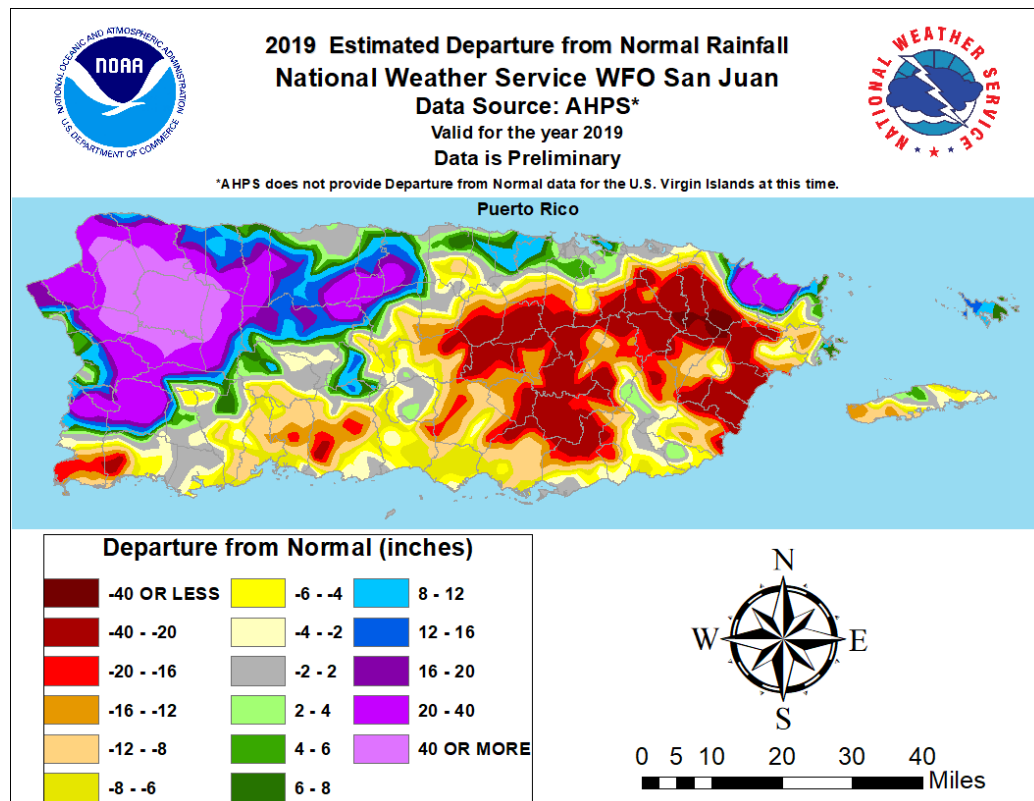 2019 Estimated Departure from Normal Rainfall
National Weather Service WFO San Juan
Data Source: AHPS*
Valid for the year 2019
Data is Preliminary
*AHPS does not provide Departure from Normal data for the U.S. Virgin Islands at this time.
NATIONAL OCEANIC AND ATMOSPHERIC ADMINISTRATION
NOAA
U.S. DEPARTMENT OF COMMERCE
NATIONAL WEATHER SERVICE
Puerto Rico
Departure from Normal (inches)
-40 OR LESS
-40 - -20
-20 - -16
-16 - -12
-12 - -8
-8 - -6
-6 - -4
-4 - -2
-2 - 2
2 - 4
4 - 6
6 - 8
8 - 12
12 - 16
16 - 20
20 - 40
40 OR MORE
N
W E
S
0 5 10 20 30 40
Miles